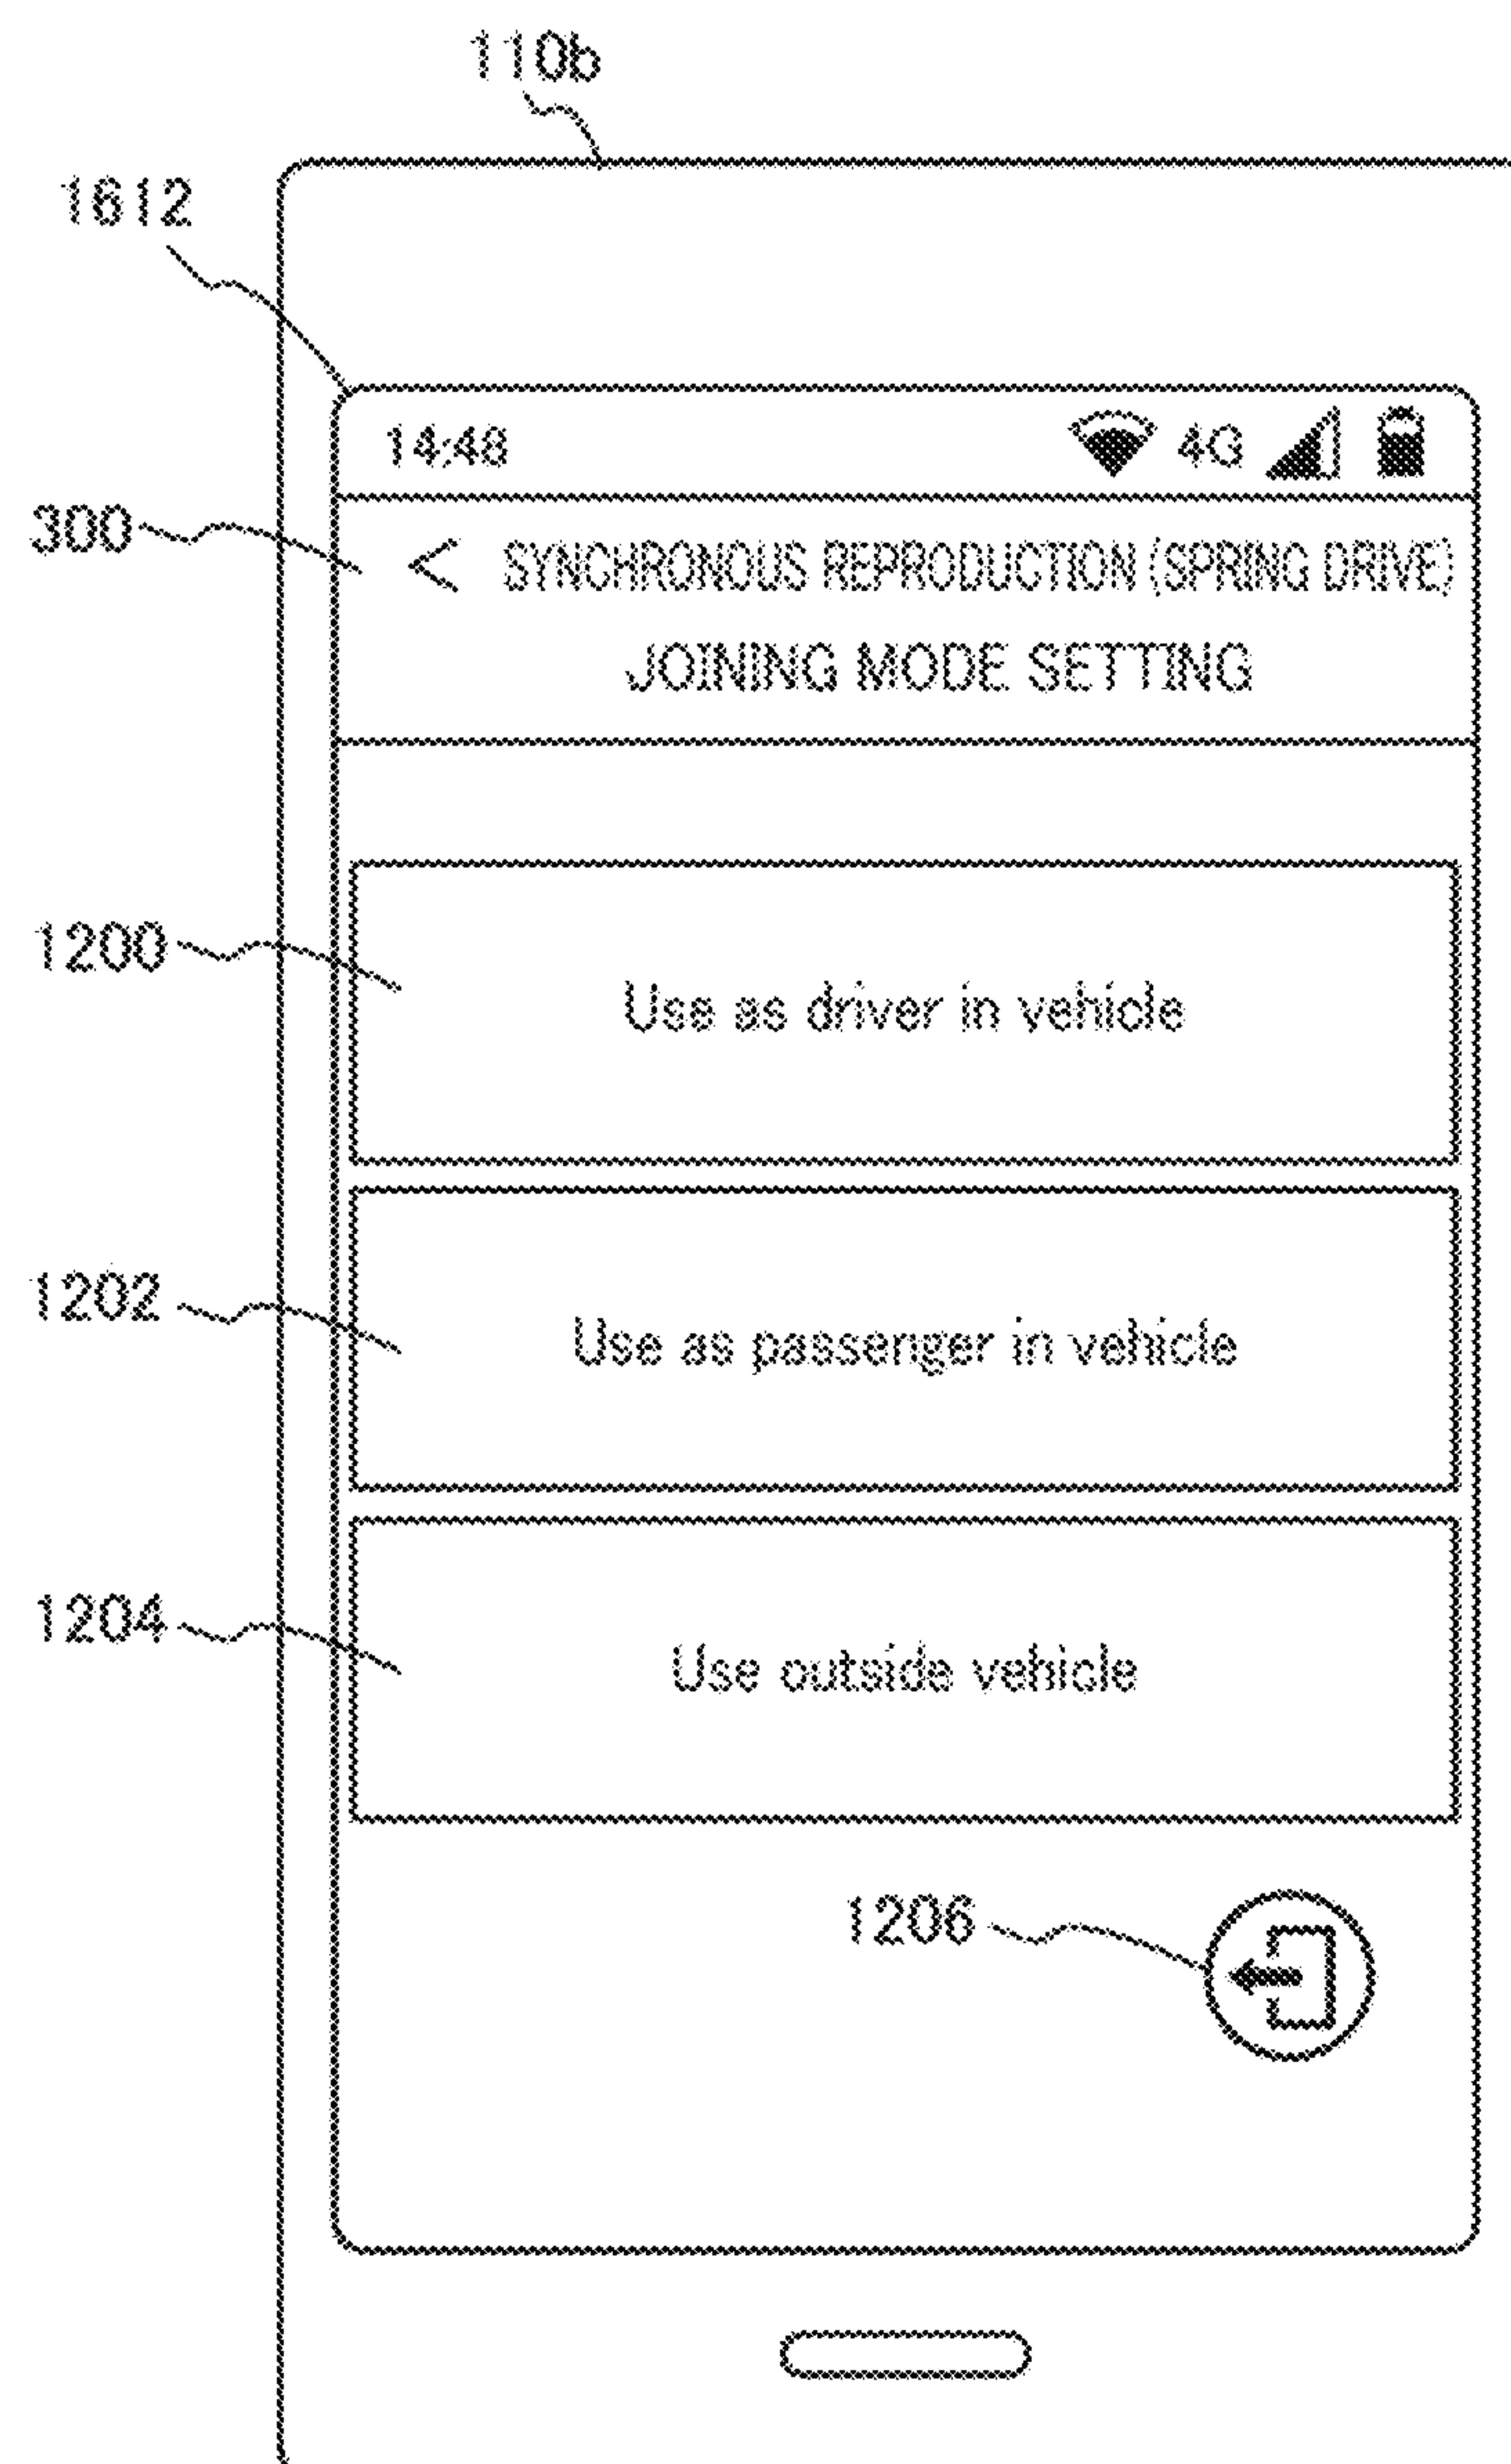 110b
1612
14:48 4G
300
< SYNCHRONOUS REPRODUCTION (SPRING DRIVE)
JOINING MODE SETTING
1200
Use as driver in vehicle
1202
Use as passenger in vehicle
1204
Use outside vehicle
1206